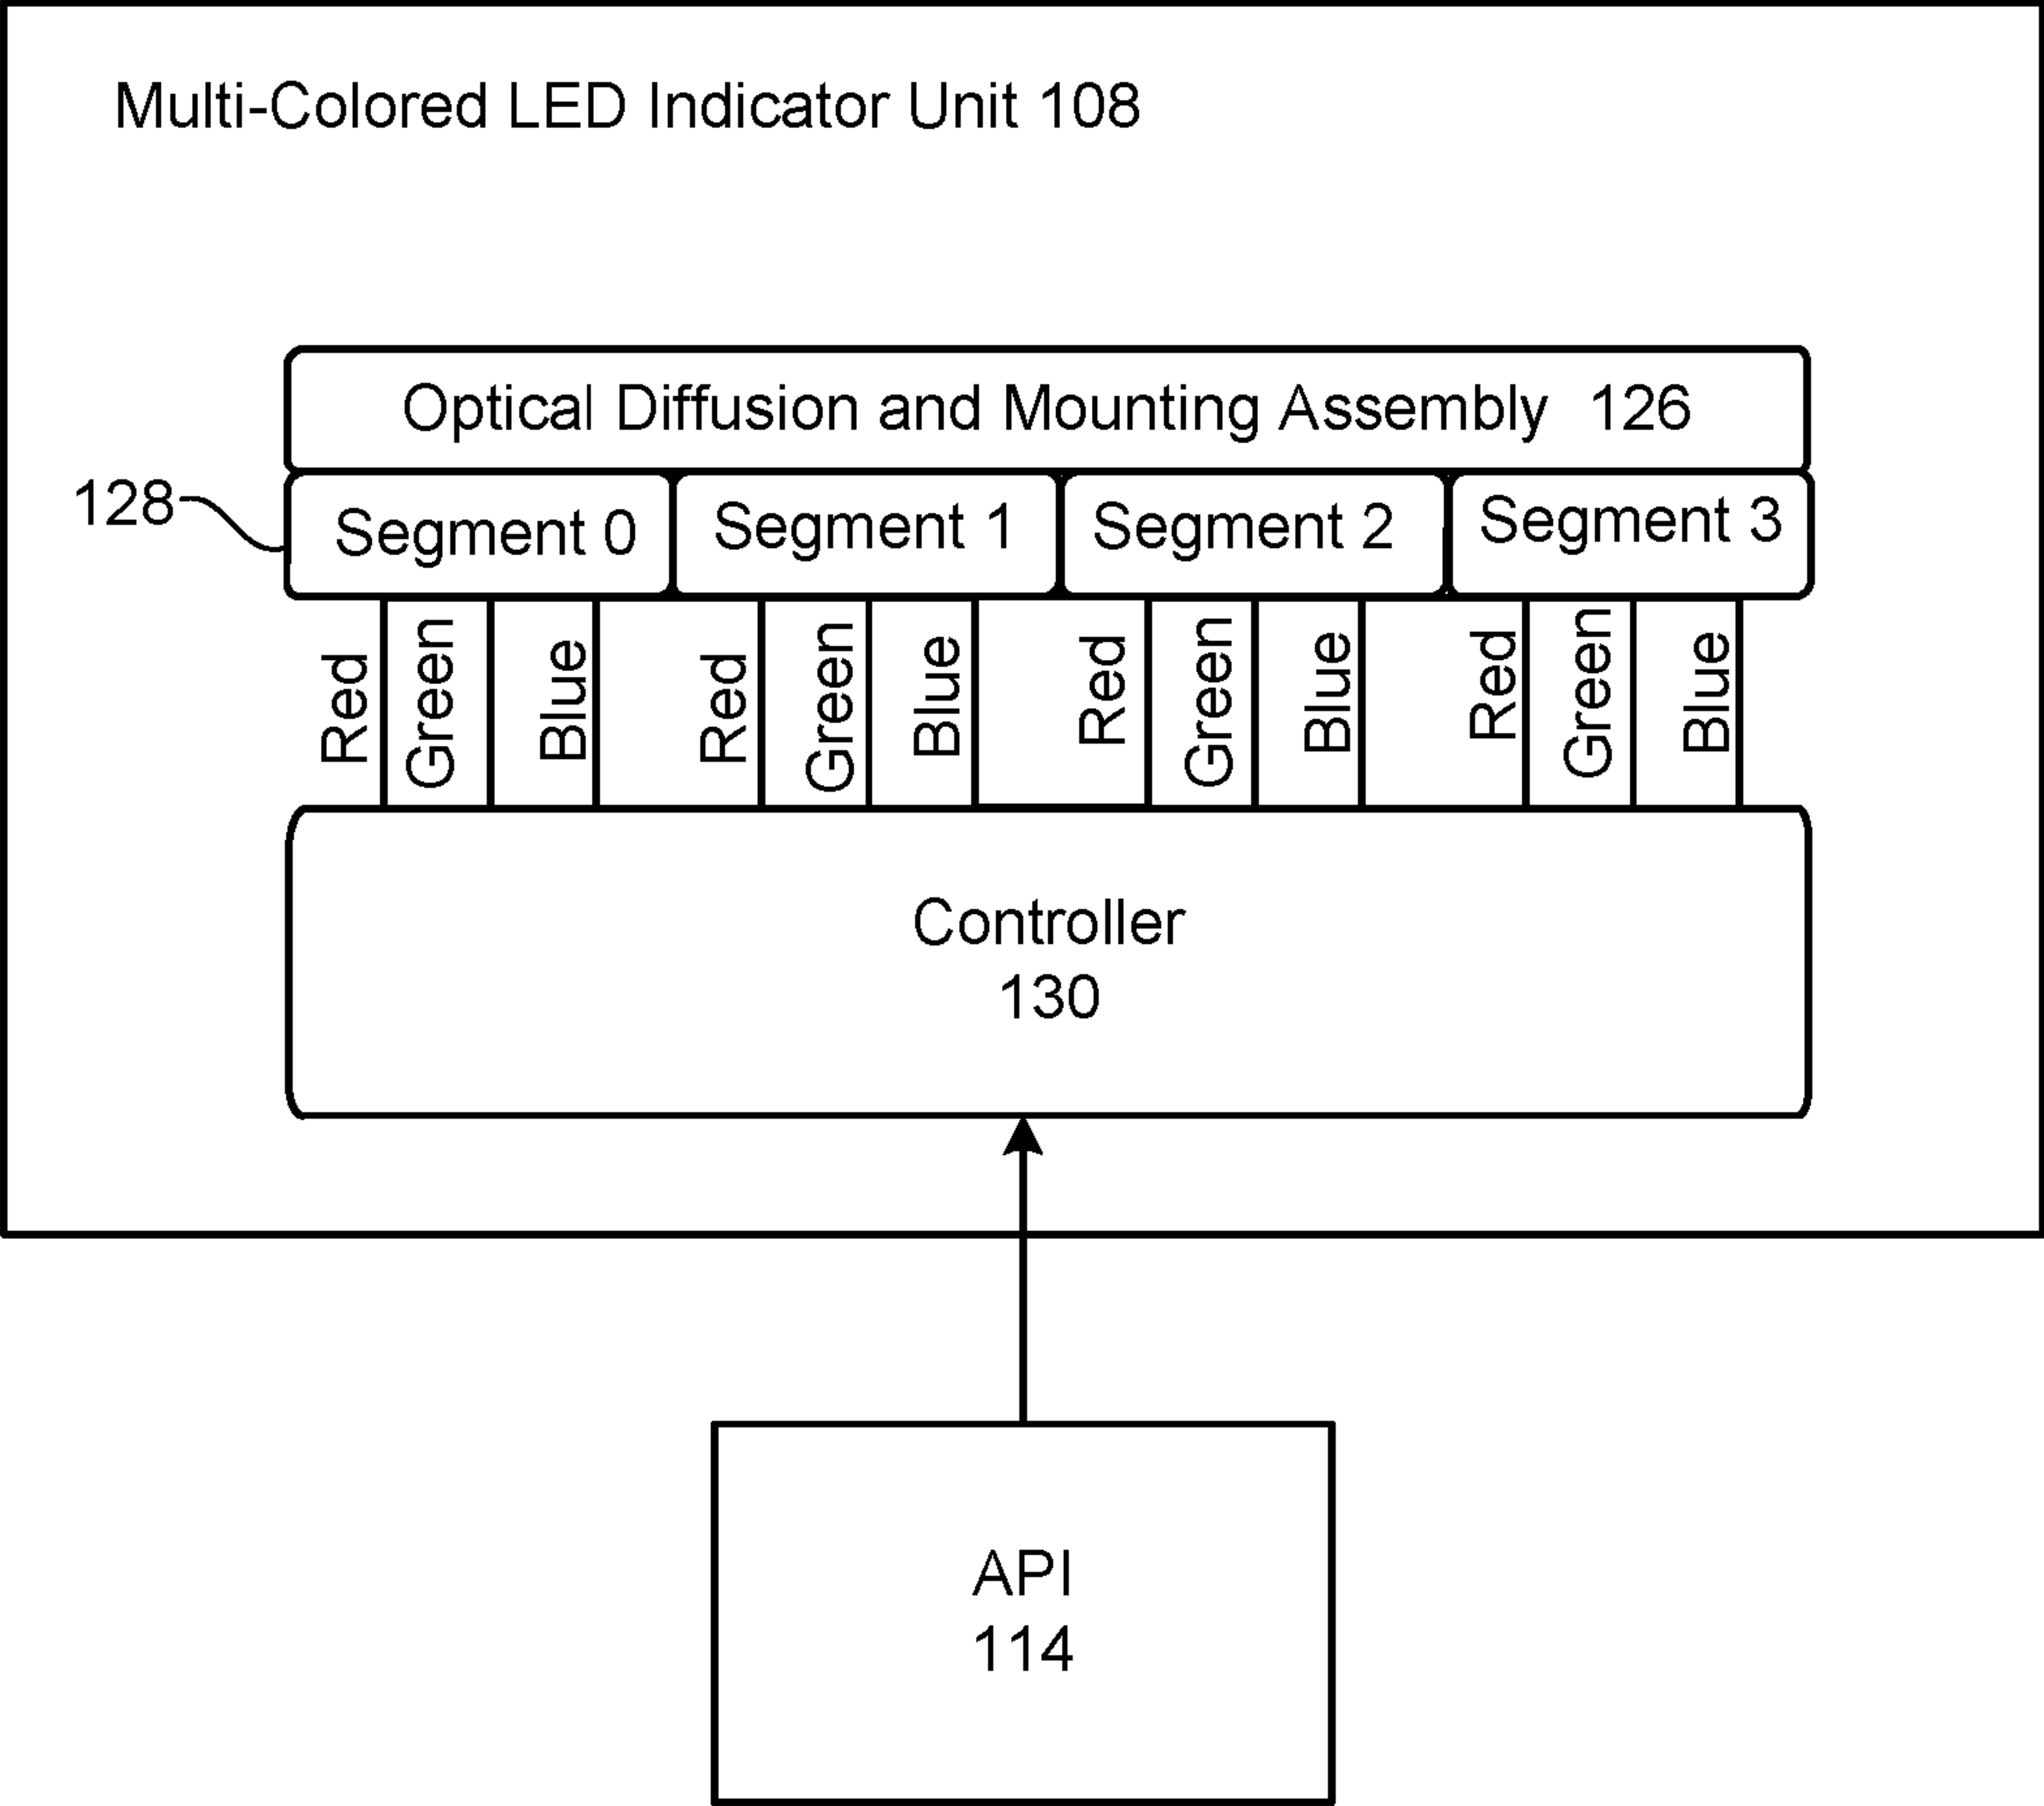 Multi-Colored LED Indicator Unit 108
Optical Diffusion and Mounting Assembly 126
128
Segment 0
Segment 1
Segment 2
Segment 3
Red
Green
Blue
Red
Green
Blue
Red
Green
Blue
Red
Green
Blue
Controller
130
API
114